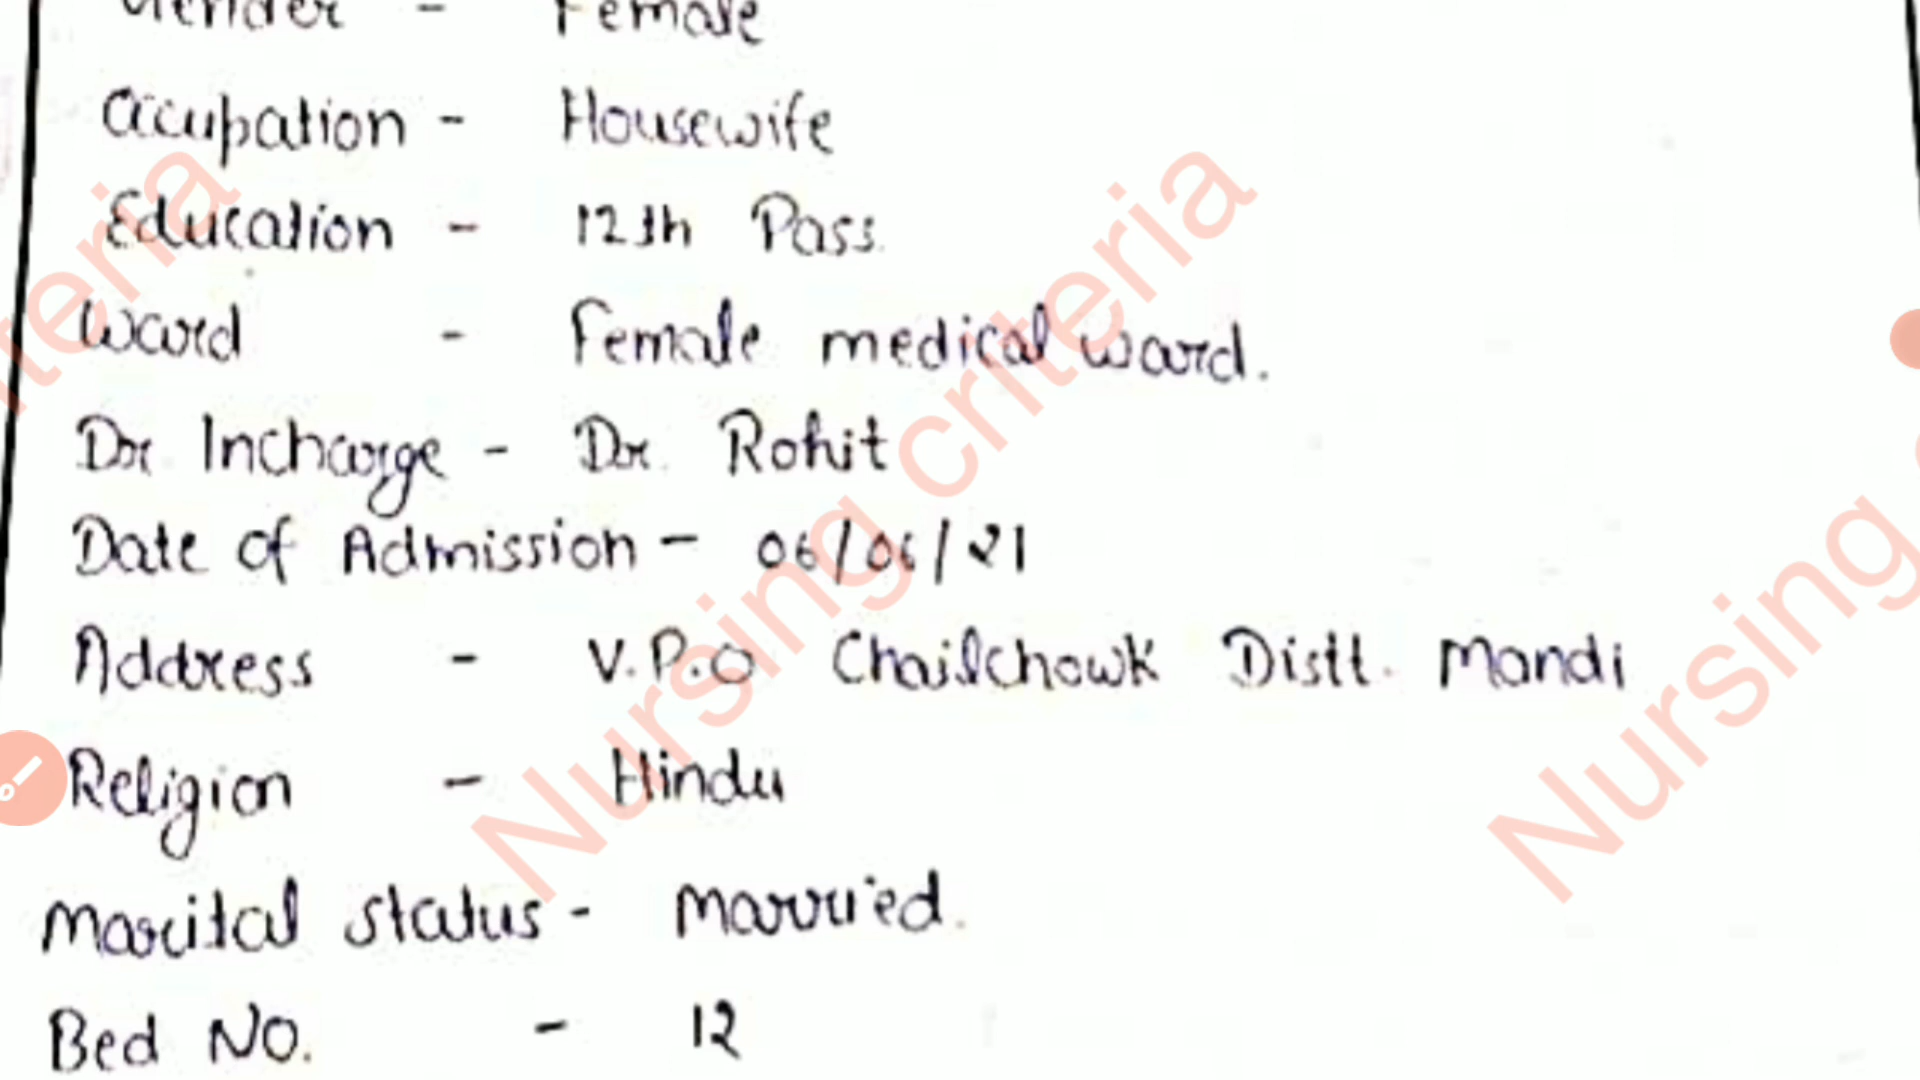 Gender - Female
Occupation - Housewife
Education - 12th Pass.
Ward - Female medical ward.
Dr. Incharge - Dr. Rohit
Date of Admission - 06/06/21
Address - V.P.O Chailchowk Distt. Mandi
Religion - Hindu
Marital status - Married.
Bed No. - 12
Nursing criteria
Nursing